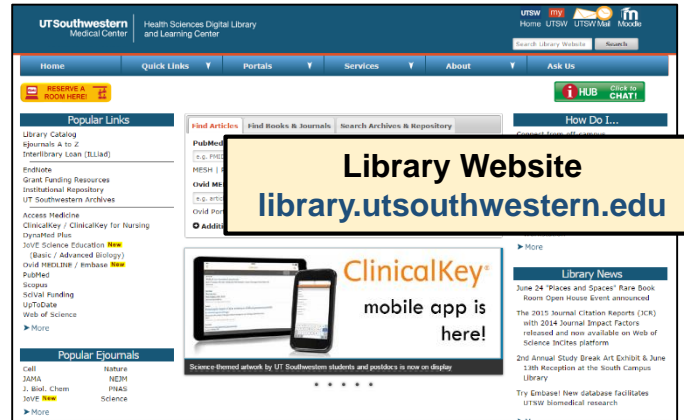 UTSouthwestern
Medical Center
Health Sciences Digital Library
and Learning Center
UTSW my
Home UTSW UTSWMail Moodle
Search Library Website Search
Home Quick Links Portals Services About Ask Us
RESERVE A
ROOM HERE!
i HUB Click to
CHAT!
Popular Links
Library Catalog
Ejournals A to Z
Interlibrary Loan (ILLiad)
EndNote
Grant Funding Resources
Institutional Repository
UT Southwestern Archives
Access Medicine
ClinicalKey / ClinicalKey for Nursing
DynaMed Plus
JoVE Science Education New
(Basic / Advanced Biology)
Ovid MEDLINE / Embase New
PubMed
Scopus
SciVal Funding
UpToDate
Web of Science
➤ More
Popular Ejournals
Cell Nature
JAMA NEJM
J. Biol. Chem PNAS
JoVE New Science
➤ More
Find Articles Find Books & Journals Search Archives & Repository
PubMed
e.g. PMID
MESH |
Ovid ME
e.g. artic
Ovid Por
Additi
Library Website
library.utsouthwestern.edu
ClinicalKey®
mobile app is
here!
Science-themed artwork by UT Southwestern students and postdocs is now on display
How Do I...
Connect from off-campus
➤ More
Library News
June 24 "Places and Spaces" Rare Book
Room Open House Event announced
The 2015 Journal Citation Reports (JCR)
with 2014 Journal Impact Factors
released and now available on Web of
Science InCites platform
2nd Annual Study Break Art Exhibit & June
13th Reception at the South Campus
Library
Try Embase! New database facilitates
UTSW biomedical research